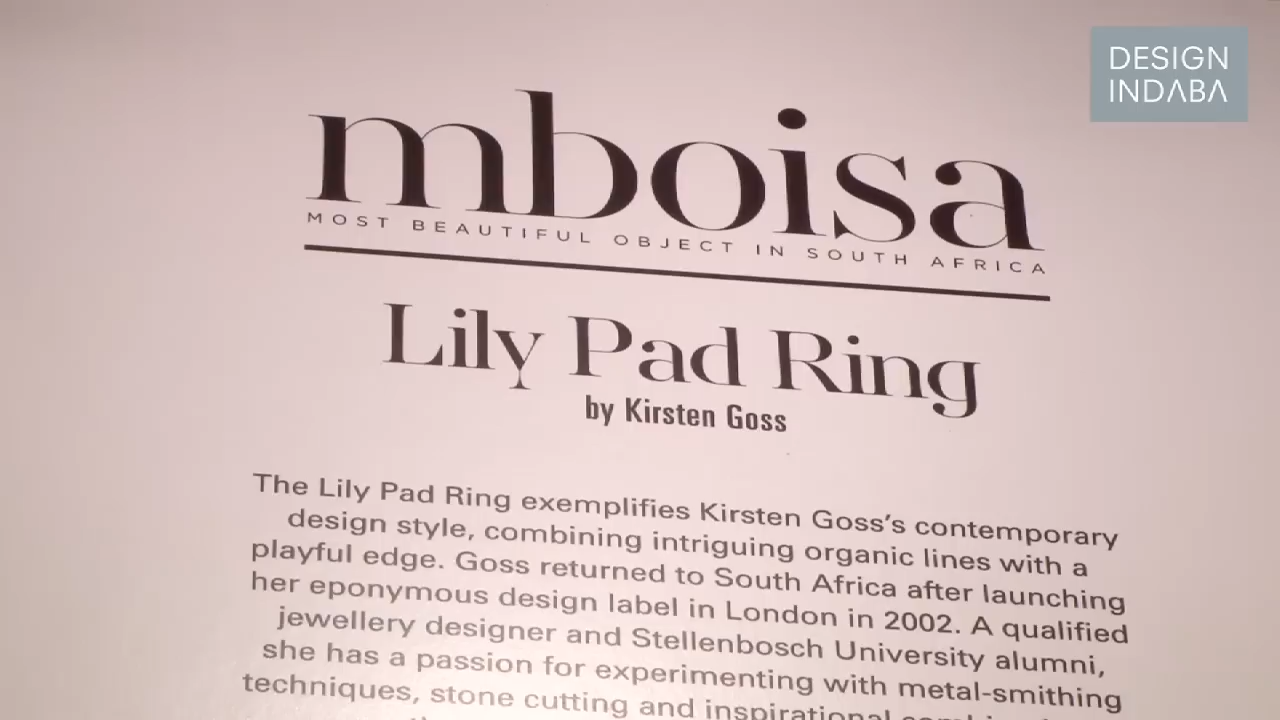 DESIGN
INDABA
mboisa
MOST BEAUTIFUL OBJECT IN SOUTH AFRICA
Lily Pad Ring
by Kirsten Goss
The Lily Pad Ring exemplifies Kirsten Goss's contemporary
design style, combining intriguing organic lines with a
playful edge. Goss returned to South Africa after launching
her eponymous design label in London in 2002. A qualified
jewellery designer and Stellenbosch University alumni,
she has a passion for experimenting with metal-smithing
techniques, stone cutting and inspirational